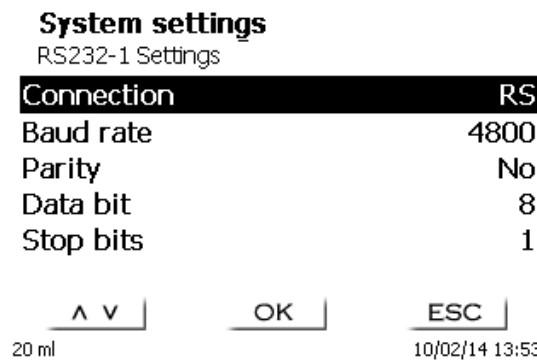 System settings
RS232-1 Settings
Connection RS
Baud rate 4800
Parity No
Data bit 8
Stop bits 1
∧ ∨ OK ESC
20 ml 10/02/14 13:53